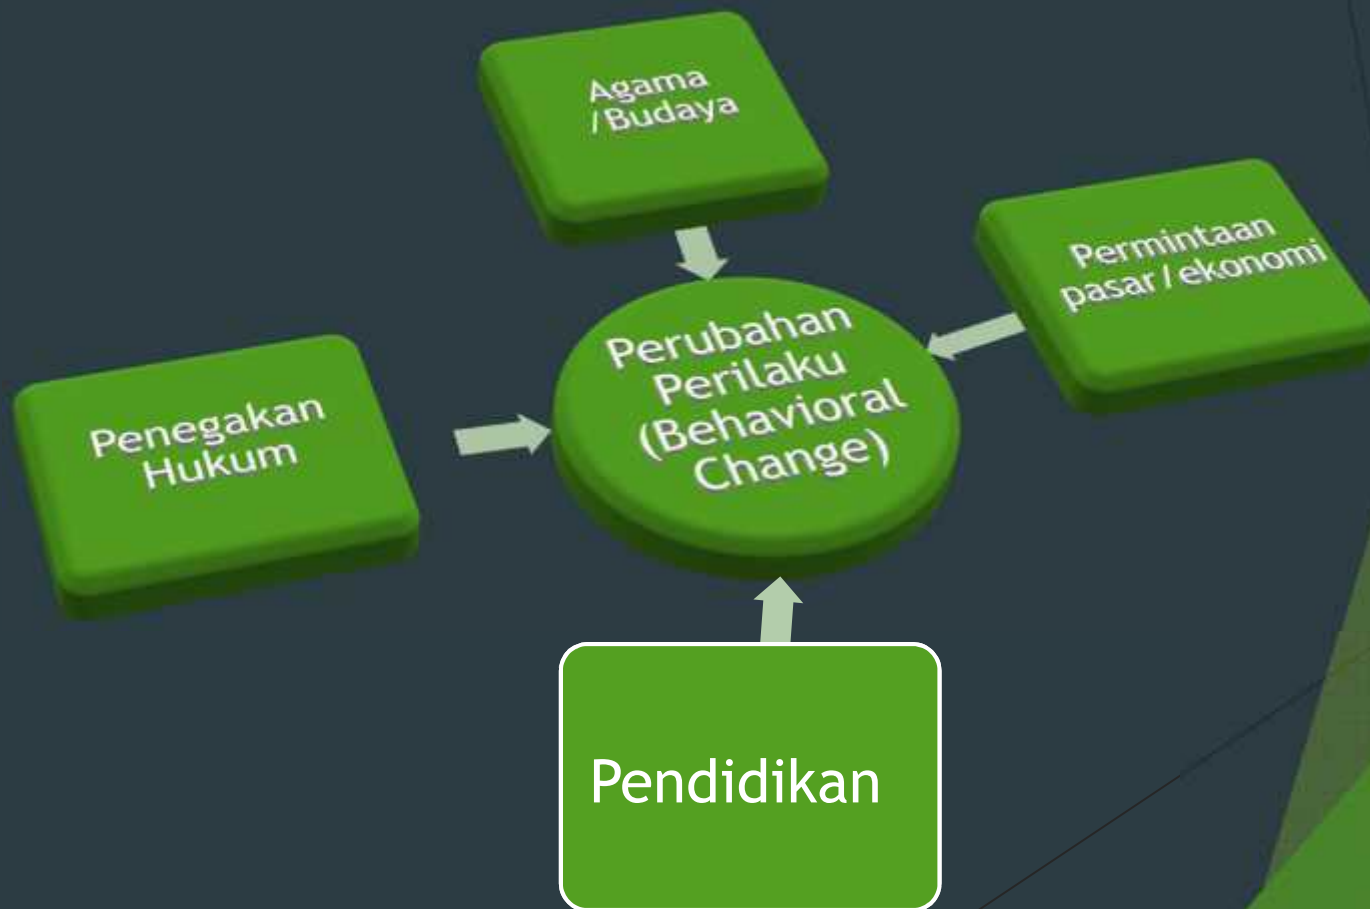 Agama
/Budaya
Permintaan
pasar/ekonomi
Perubahan
Perilaku
(Behavioral
Change)
Penegakan
Hukum
Pendidikan